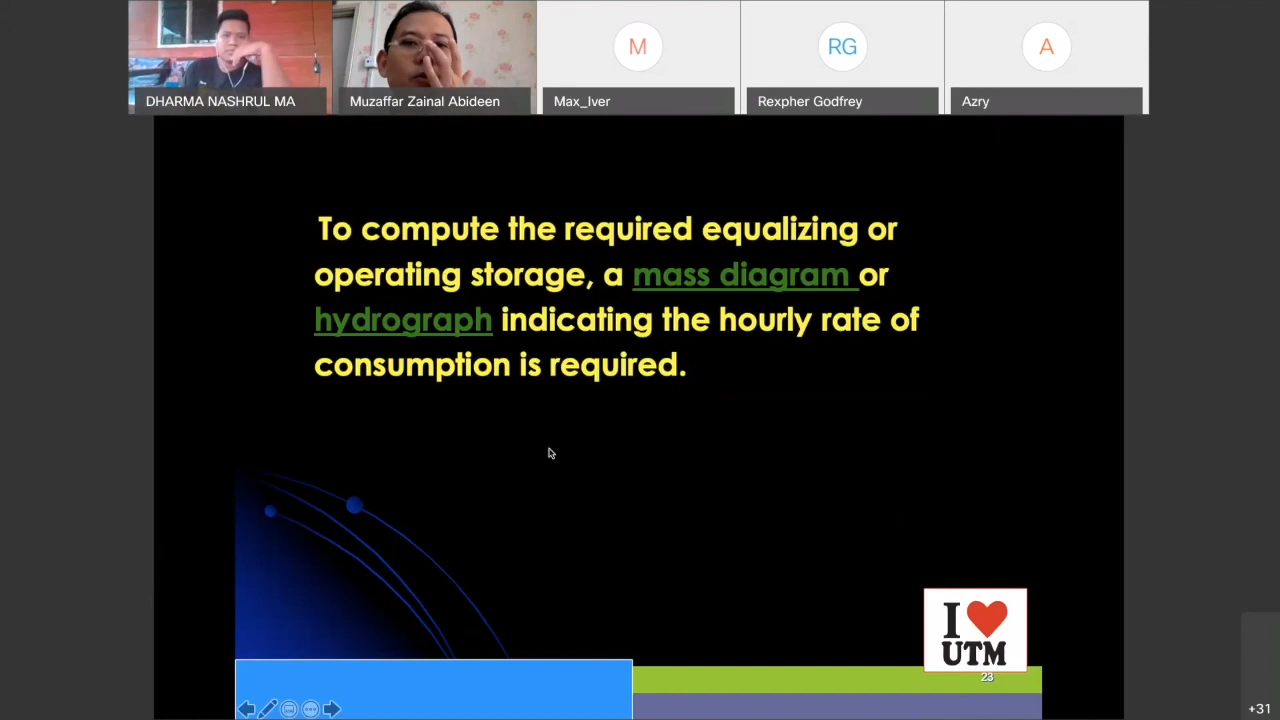 M
RG
A
DHARMA NASHRUL MA
Muzaffar Zainal Abideen
Max_Iver
Rexpher Godfrey
Azry
To compute the required equalizing or
operating storage, a mass diagram or
hydrograph indicating the hourly rate of
consumption is required.
I
UTM
23
+31